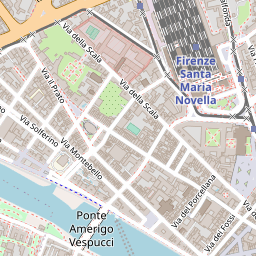 Via della Scala
alfonda
Firenze
Santa
Maria
Novella
Via il Prato
Via della Scala
Via Solferino
Via Montebello
Via del Porcellana
Via dei Fossi
Ponte
Amerigo
Vespucci